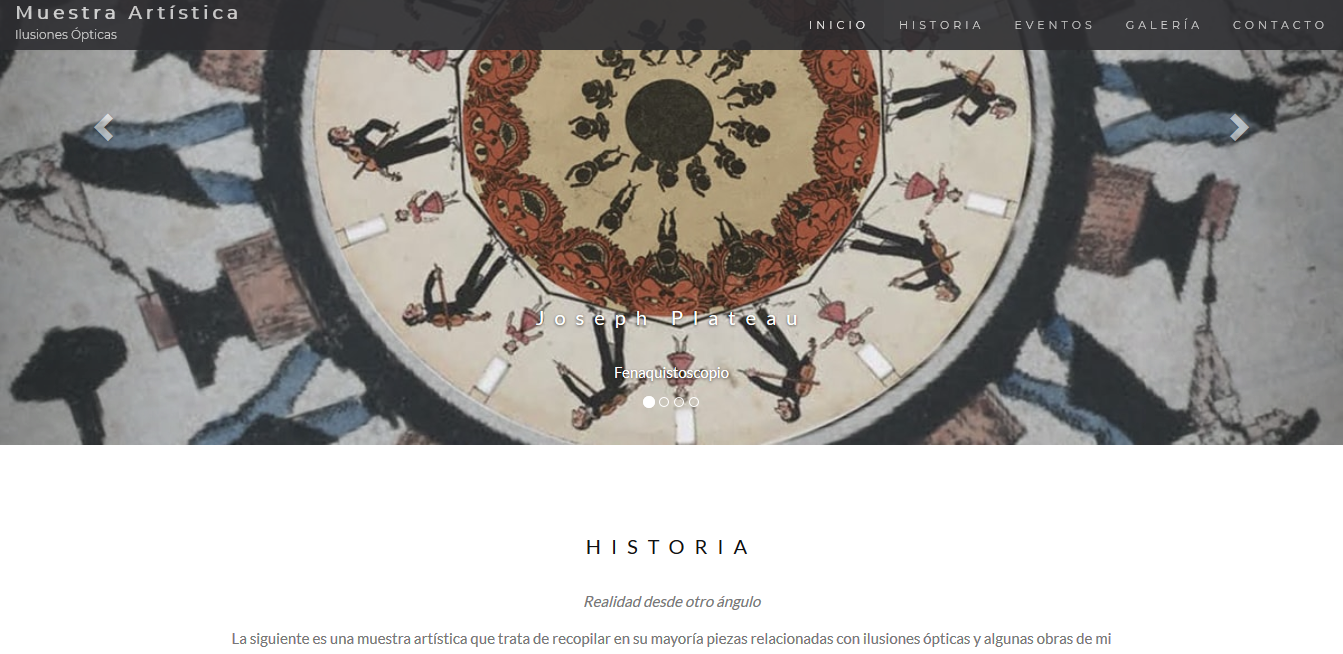 Muestra Artística
Ilusiones Ópticas
INICIO HISTORIA EVENTOS GALERÍA CONTACTO
Joseph Plateau
Fenaquistoscopio
HISTORIA
Realidad desde otro ángulo
La siguiente es una muestra artística que trata de recopilar en su mayoría piezas relacionadas con ilusiones ópticas y algunas obras de mi